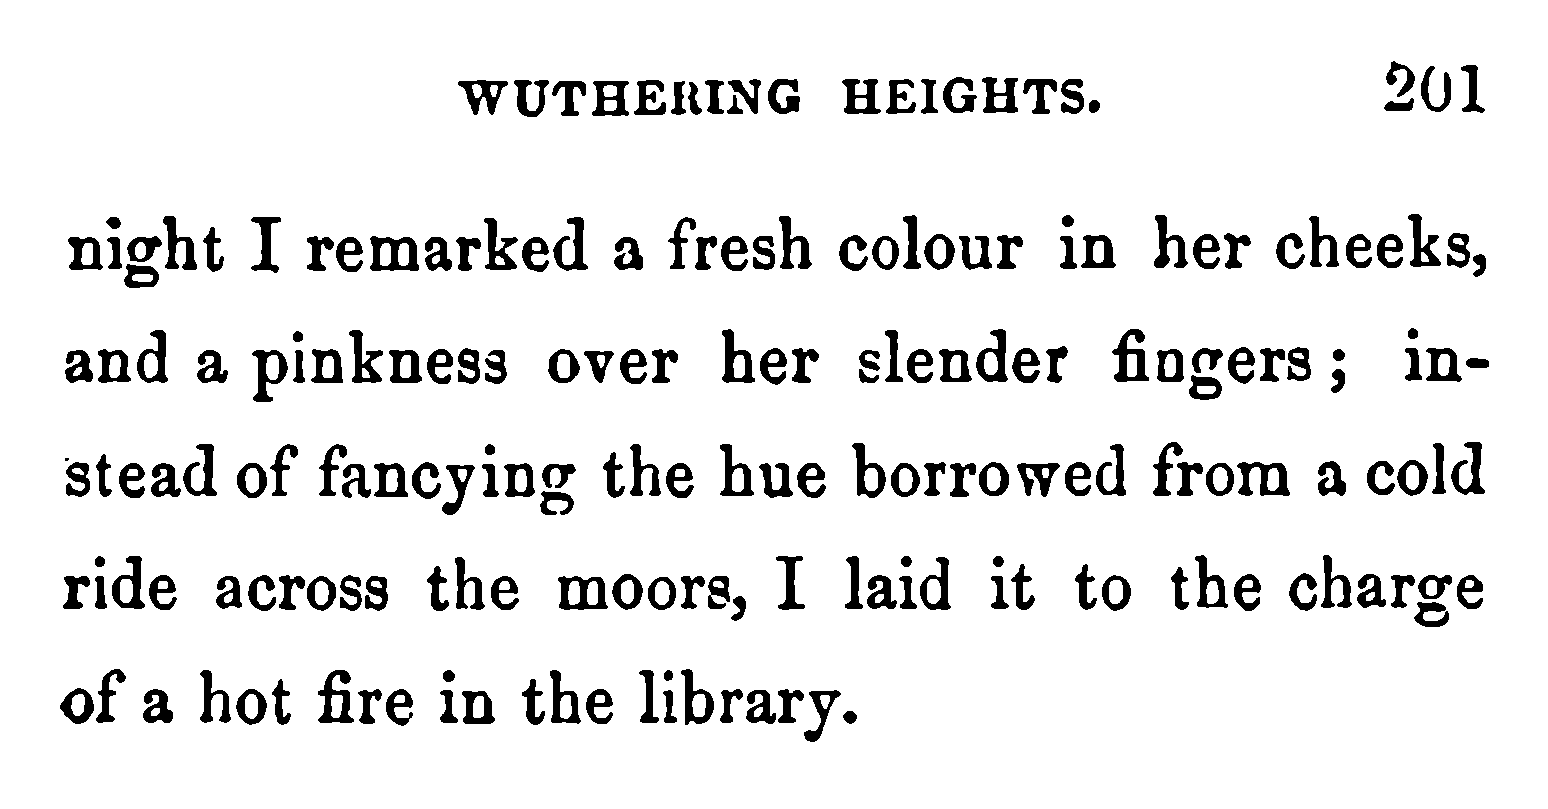 WUTHERING HEIGHTS. 201
night I remarked a fresh colour in her cheeks,
and a pinkness over her slender fingers; in-
stead of fancying the hue borrowed from a cold
ride across the moors, I laid it to the charge
of a hot fire in the library.